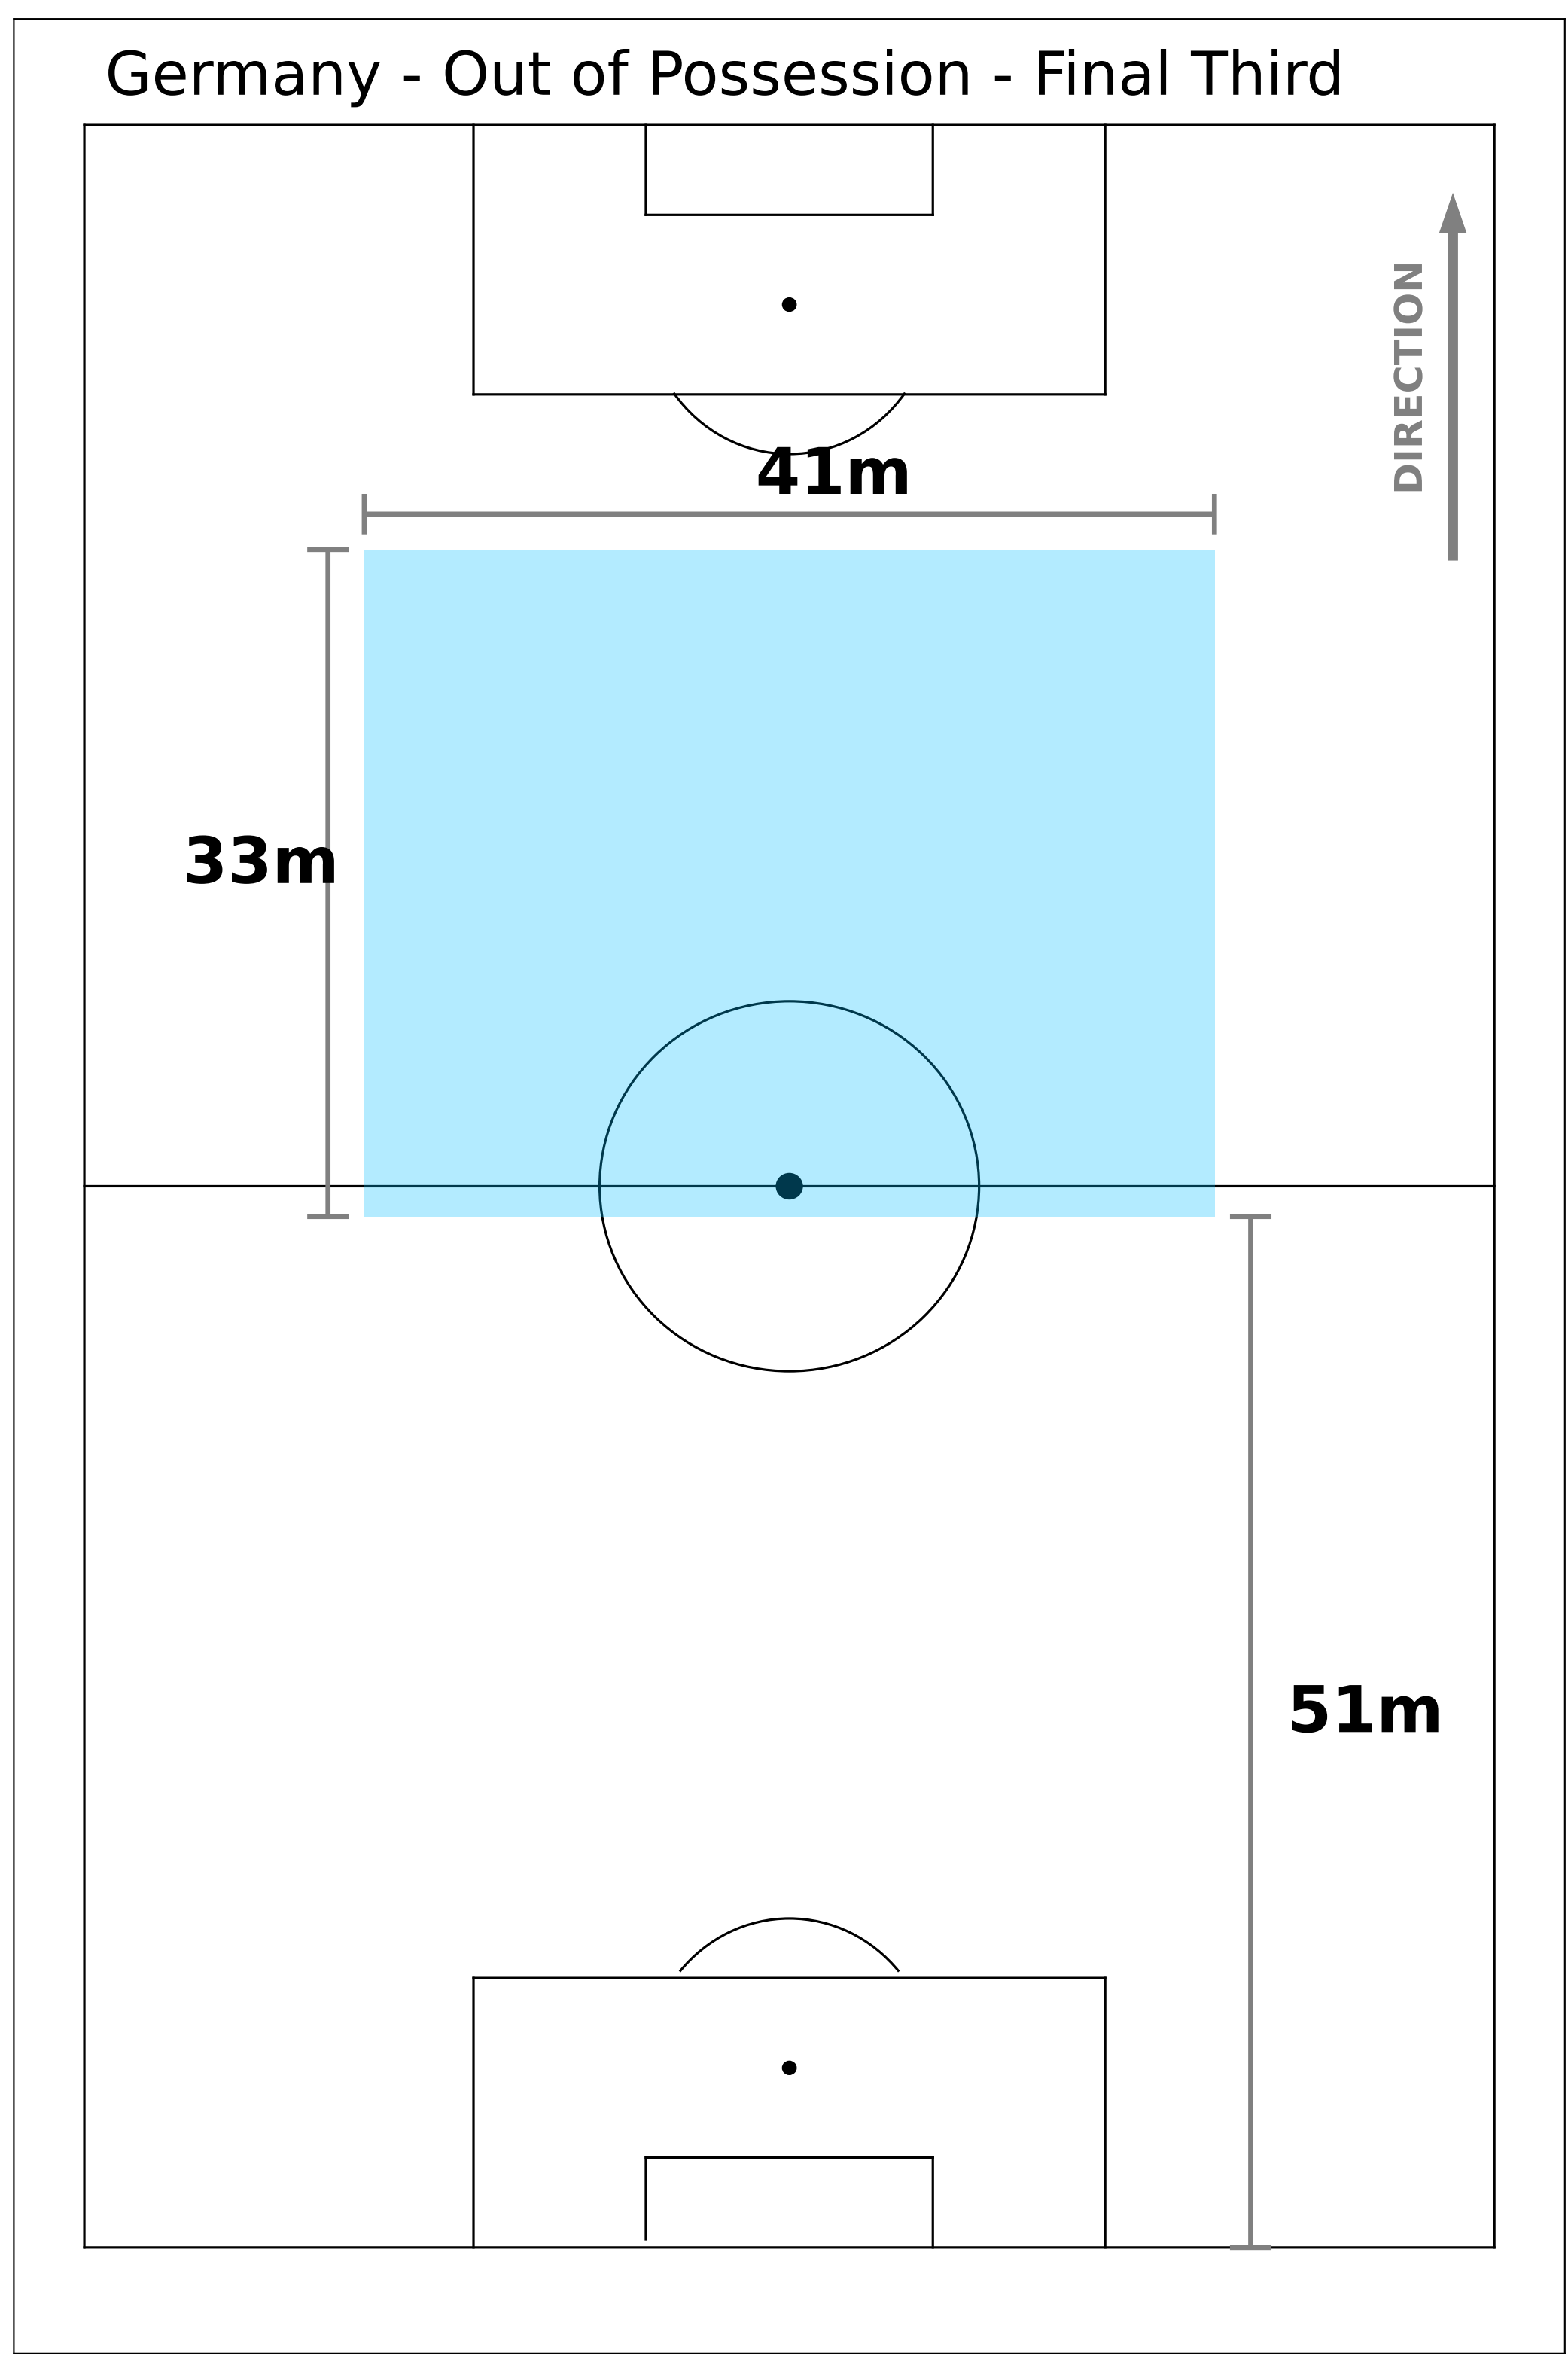 Germany - Out of Possession - Final Third
DIRECTION
41m
33m
51m